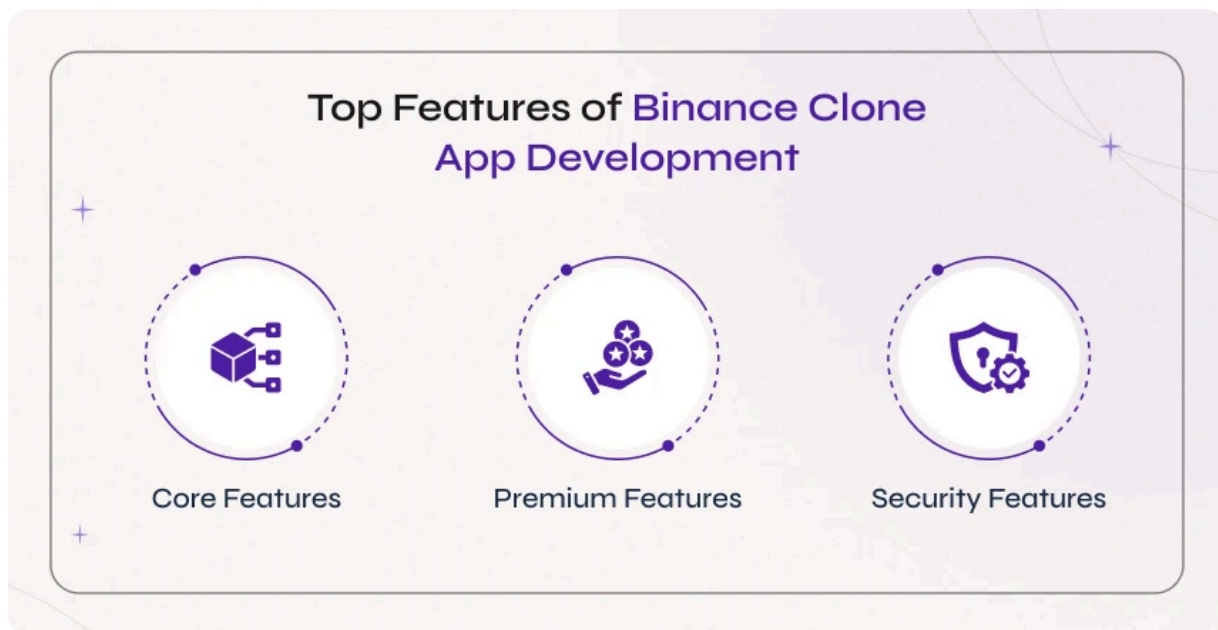 Top Features of Binance Clone
App Development
Core Features
Premium Features
Security Features